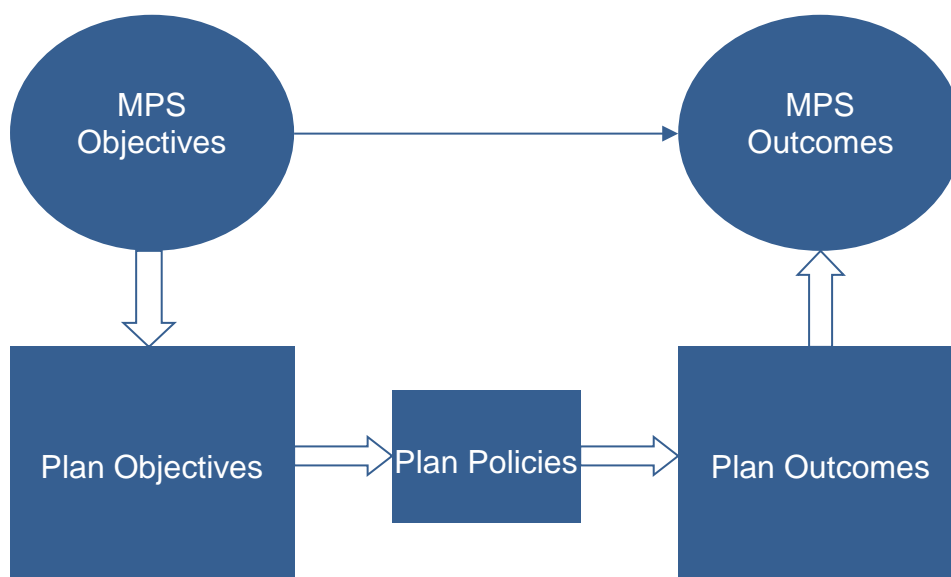 MPS
Objectives
MPS
Outcomes
Plan Objectives
Plan Policies
Plan Outcomes